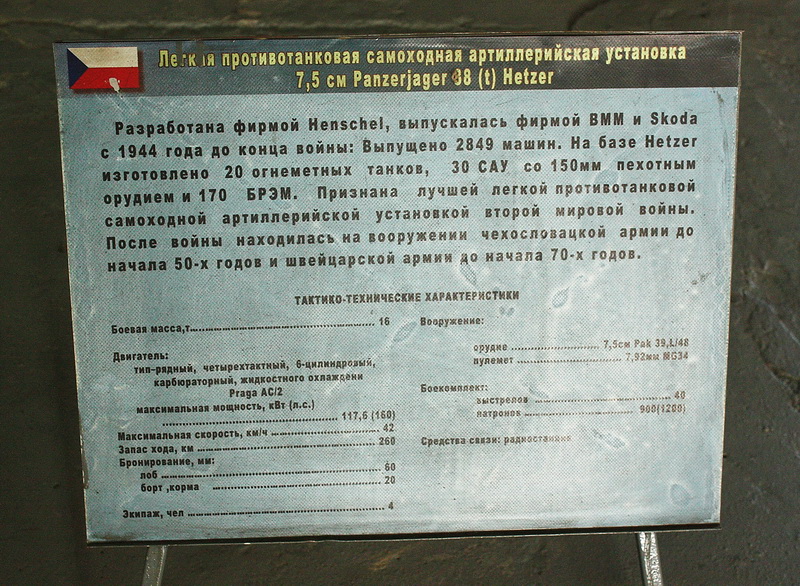 Легкая противотанковая самоходная артиллерийская установка
7,5 см Panzerjager 38 (t) Hetzer
Разработана фирмой Henschel, выпускалась фирмой ВММ и Skoda
с 1944 года до конца войны: Выпущено 2849 машин. На базе Hetzer
изготовлено 20 огнеметных танков, 30 САУ со 150мм пехотным
орудием и 170 БРЭМ. Признана лучшей легкой противотанковой
самоходной артиллерийской установкой второй мировой войны.
После войны находилась на вооружении чехословацкой армии до
начала 50-х годов и швейцарской армии до начала 70-х годов.
ТАКТИКО-ТЕХНИЧЕСКИЕ ХАРАКТЕРИСТИКИ
Боевая масса,т 16
Двигатель:
тип-рядный, четырехтактный, 6-цилиндровый,
карбюраторный, жидкостного охлаждени
Praga AC/2
максимальная мощность, кВт (л.с.)
117,6 (160)
Максимальная скорость, км/ч 42
Запас хода, км 260
Бронирование, мм:
лоб 60
борт ,корма 20
Экипаж, чел 4
Вооружение:
орудие 7,5см Pak 39,L/48
пулемет 7,92мм MG34
Боекомплект:
выстрелов 40
патронов 900(1200)
Средства связи: радиостанция